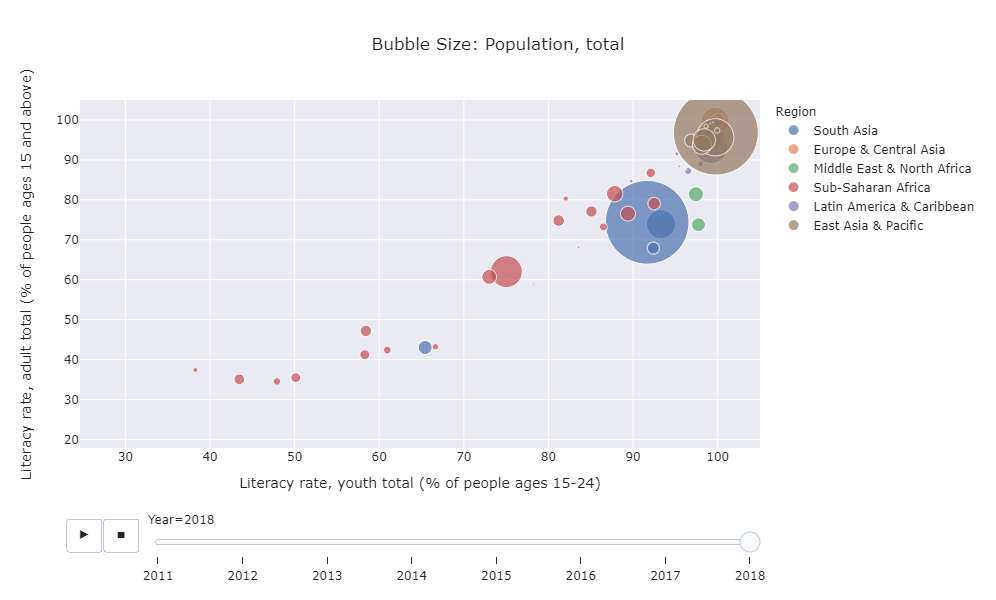 Bubble Size: Population, total
Literacy rate, adult total (% of people ages 15 and above)
100
90
80
70
60
50
40
30
20
30 40 50 60 70 80 90 100
Literacy rate, youth total (% of people ages 15-24)
Region
South Asia
Europe & Central Asia
Middle East & North Africa
Sub-Saharan Africa
Latin America & Caribbean
East Asia & Pacific
Year=2018
2011 2012 2013 2014 2015 2016 2017 2018